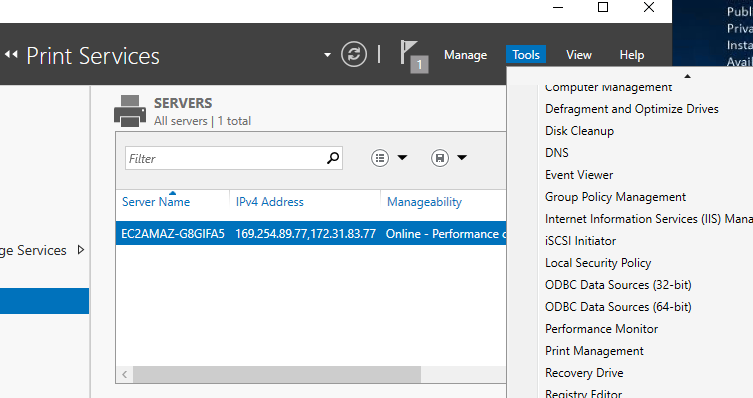 Publ
Priva
Insta
Avail
Print Services
1
Manage
Tools
View
Help
SERVERS
All servers | 1 total
Filter
Server Name
IPv4 Address
Manageability
EC2AMAZ-G8GIFA5
169.254.89.77,172.31.83.77
Online - Performance c
ge Services
Computer Management
Defragment and Optimize Drives
Disk Cleanup
DNS
Event Viewer
Group Policy Management
Internet Information Services (IIS) Mana
iSCSI Initiator
Local Security Policy
ODBC Data Sources (32-bit)
ODBC Data Sources (64-bit)
Performance Monitor
Print Management
Recovery Drive
Registry Editor